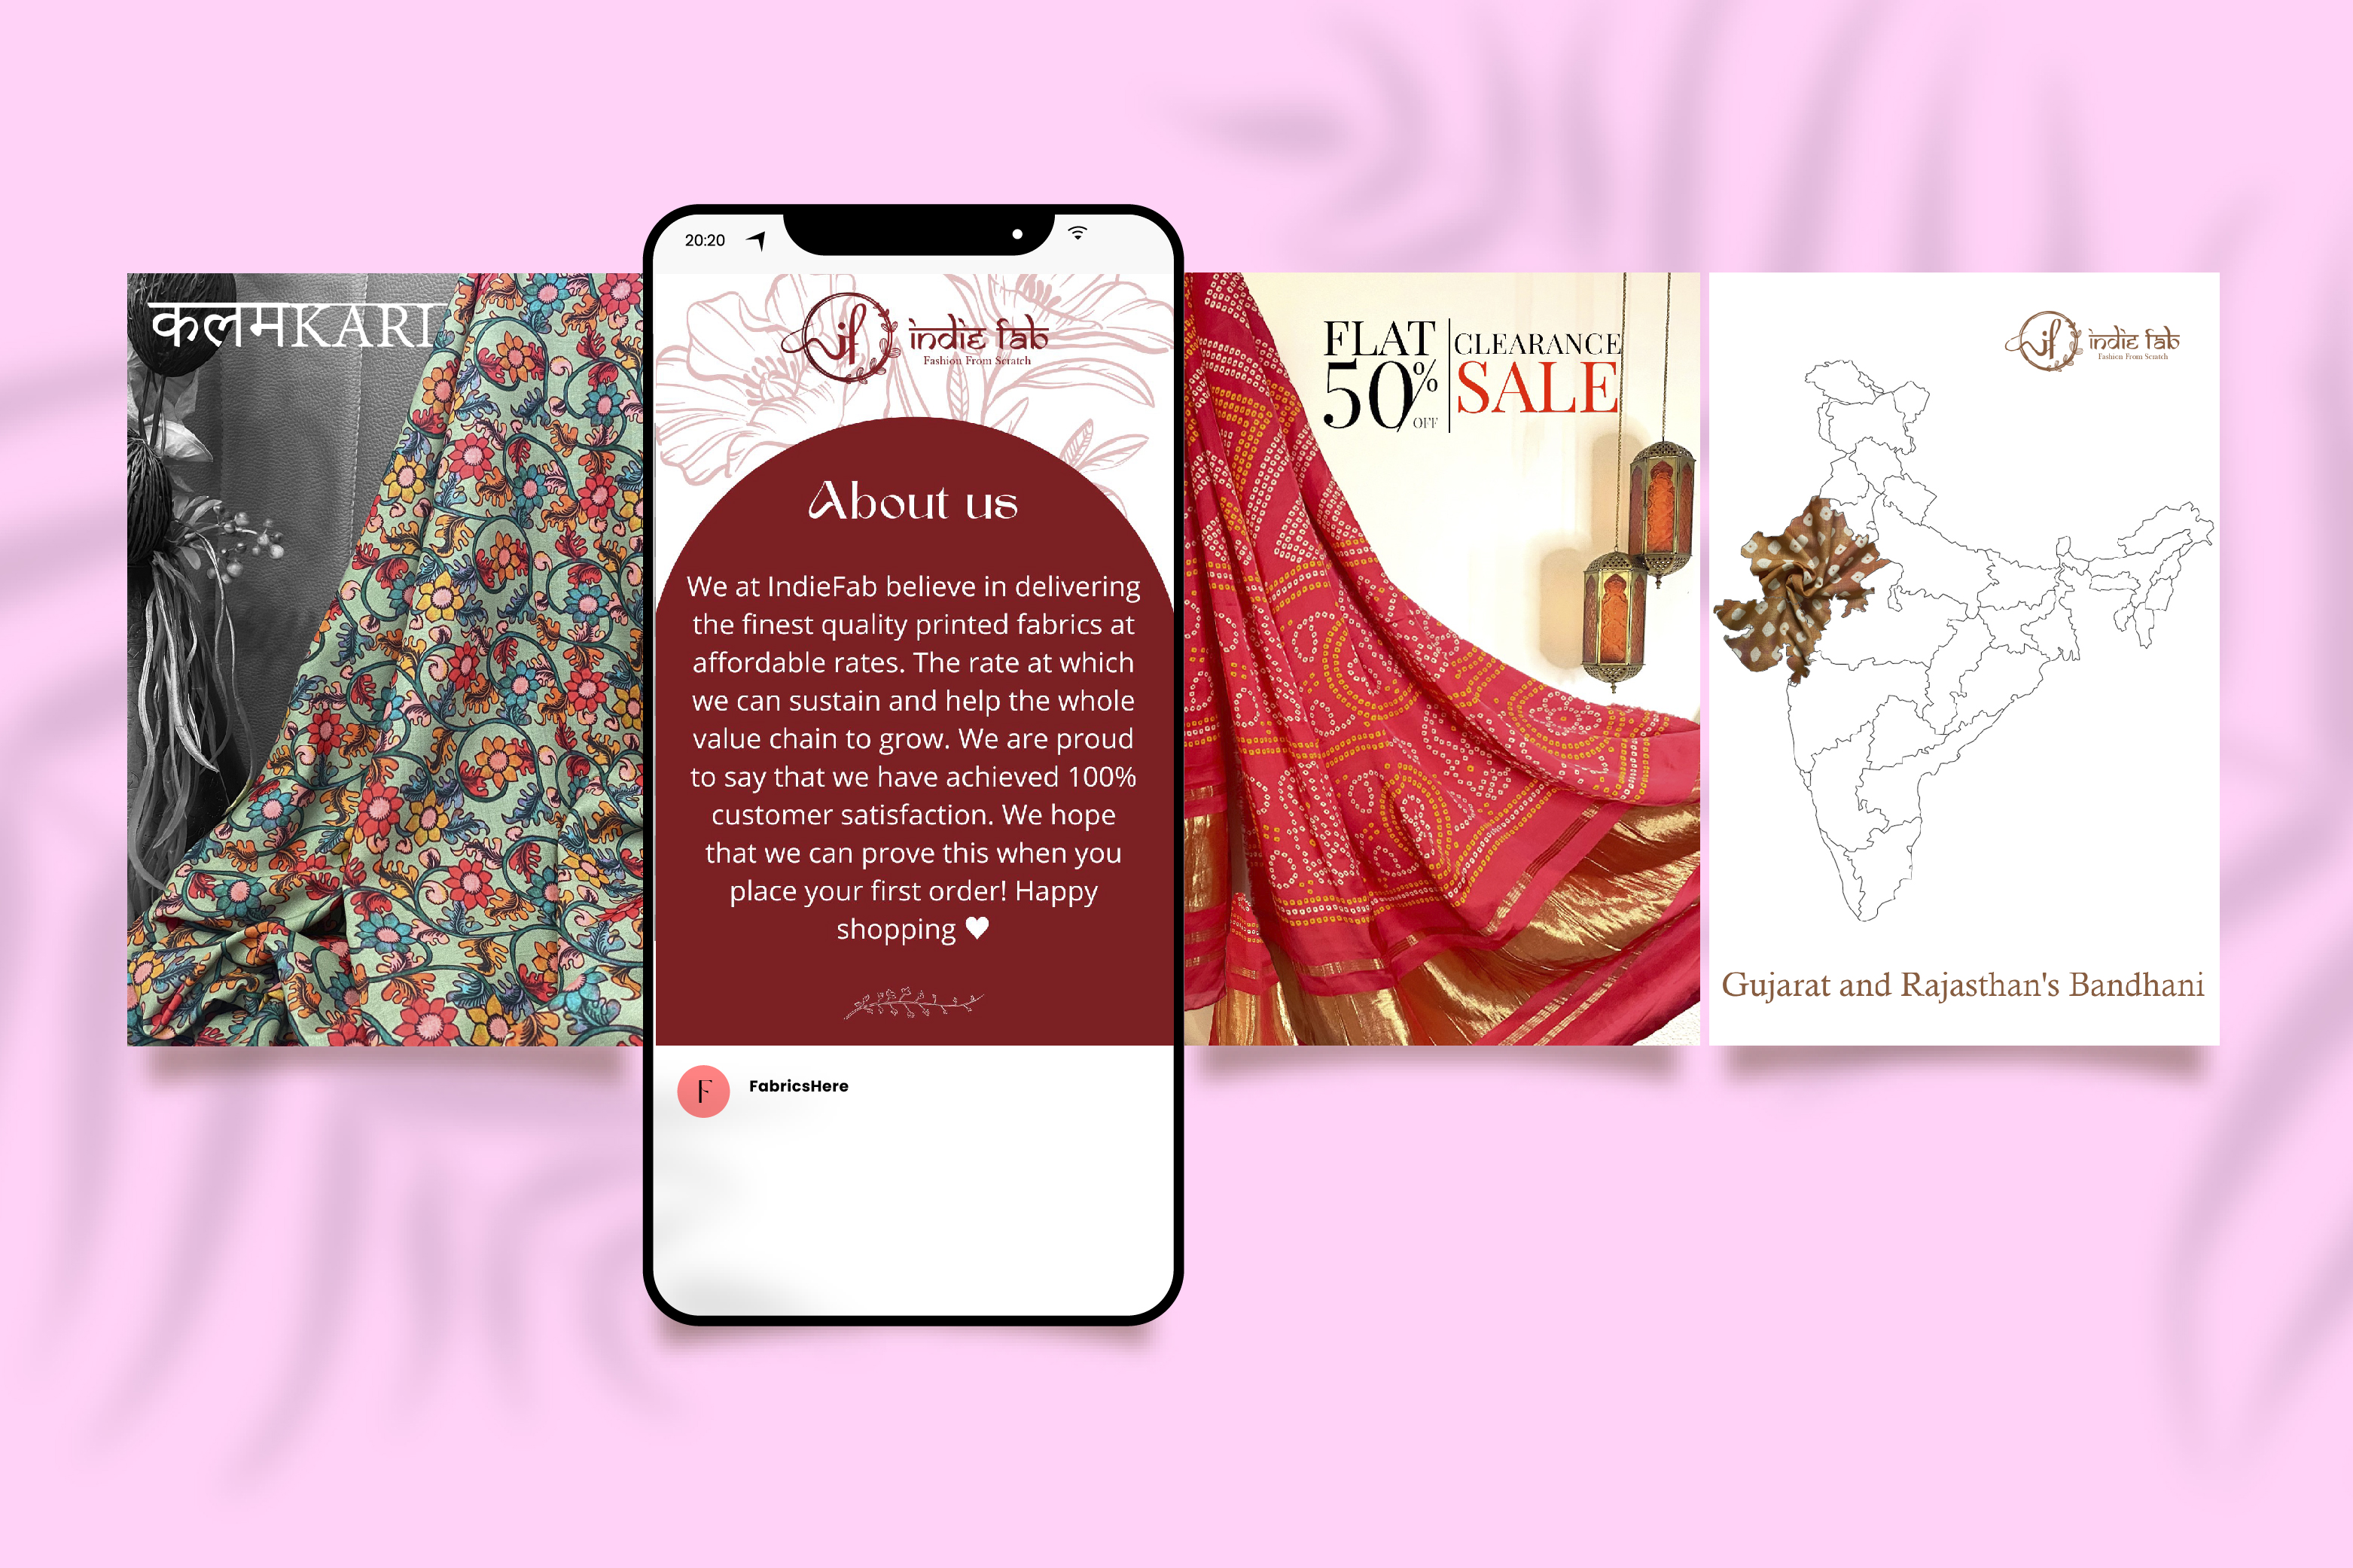 कलमKARI
20:20
indie fab
Fashion From Scratch
About us
We at IndieFab believe in delivering
the finest quality printed fabrics at
affordable rates. The rate at which
we can sustain and help the whole
value chain to grow. We are proud
to say that we have achieved 100%
customer satisfaction. We hope
that we can prove this when you
place your first order! Happy
shopping ♥
F
FabricsHere
FLAT
50% OFF
CLEARANCE
SALE
indie fab
Fashion From Scratch
Gujarat and Rajasthan's Bandhani